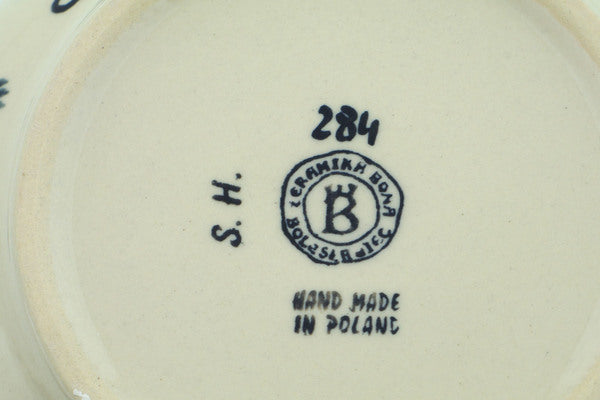 284
CERAMIKA BONA
BOLESŁAWIEC
B
S. H.
HAND MADE
IN POLAND